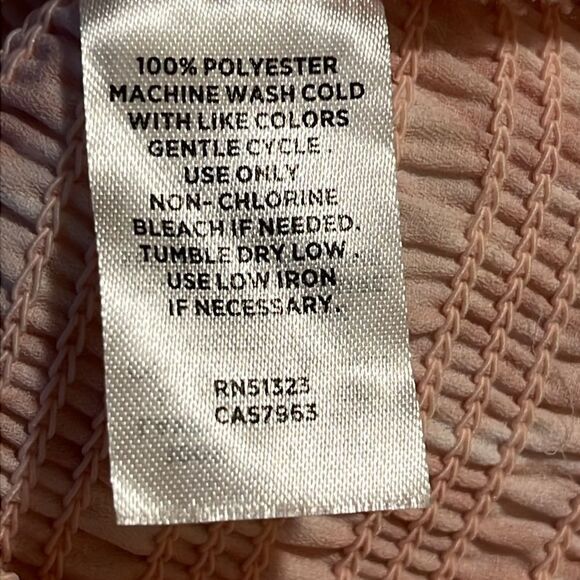 100% POLYESTER
MACHINE WASH COLD
WITH LIKE COLORS
GENTLE CYCLE.
USE ONLY
NON-CHLORINE
BLEACH IF NEEDED.
TUMBLE DRY LOW.
USE LOW IRON
IF NECESSARY.
RN51323
CA57963